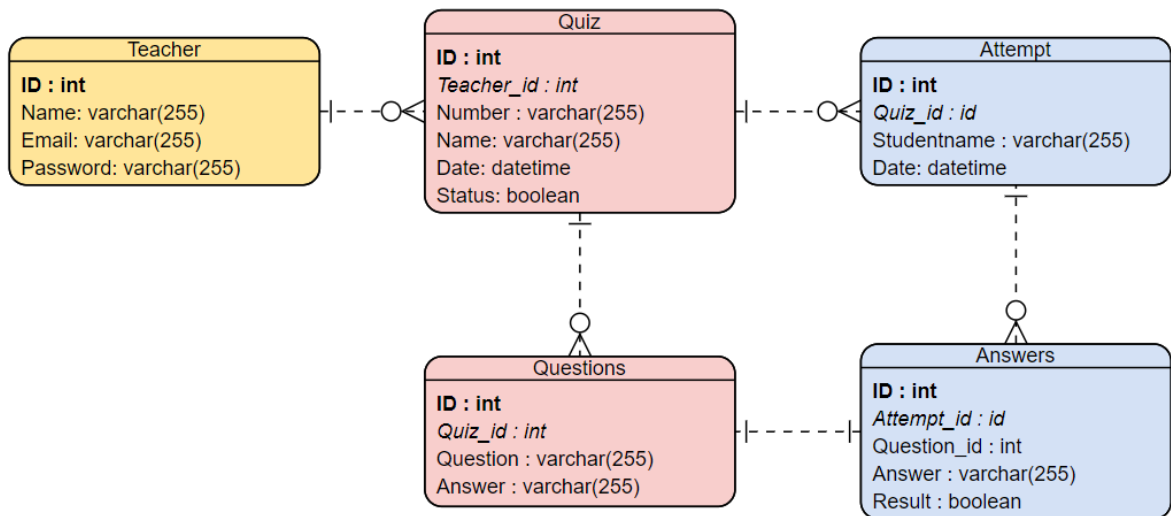 Teacher
ID : int
Name: varchar(255)
Email: varchar(255)
Password: varchar(255)
Quiz
ID : int
Teacher_id : int
Number : varchar(255)
Name: varchar(255)
Date: datetime
Status: boolean
Attempt
ID : int
Quiz_id : id
Studentname : varchar(255)
Date: datetime
Questions
ID : int
Quiz_id : int
Question : varchar(255)
Answer : varchar(255)
Answers
ID : int
Attempt_id : id
Question_id : int
Answer : varchar(255)
Result : boolean